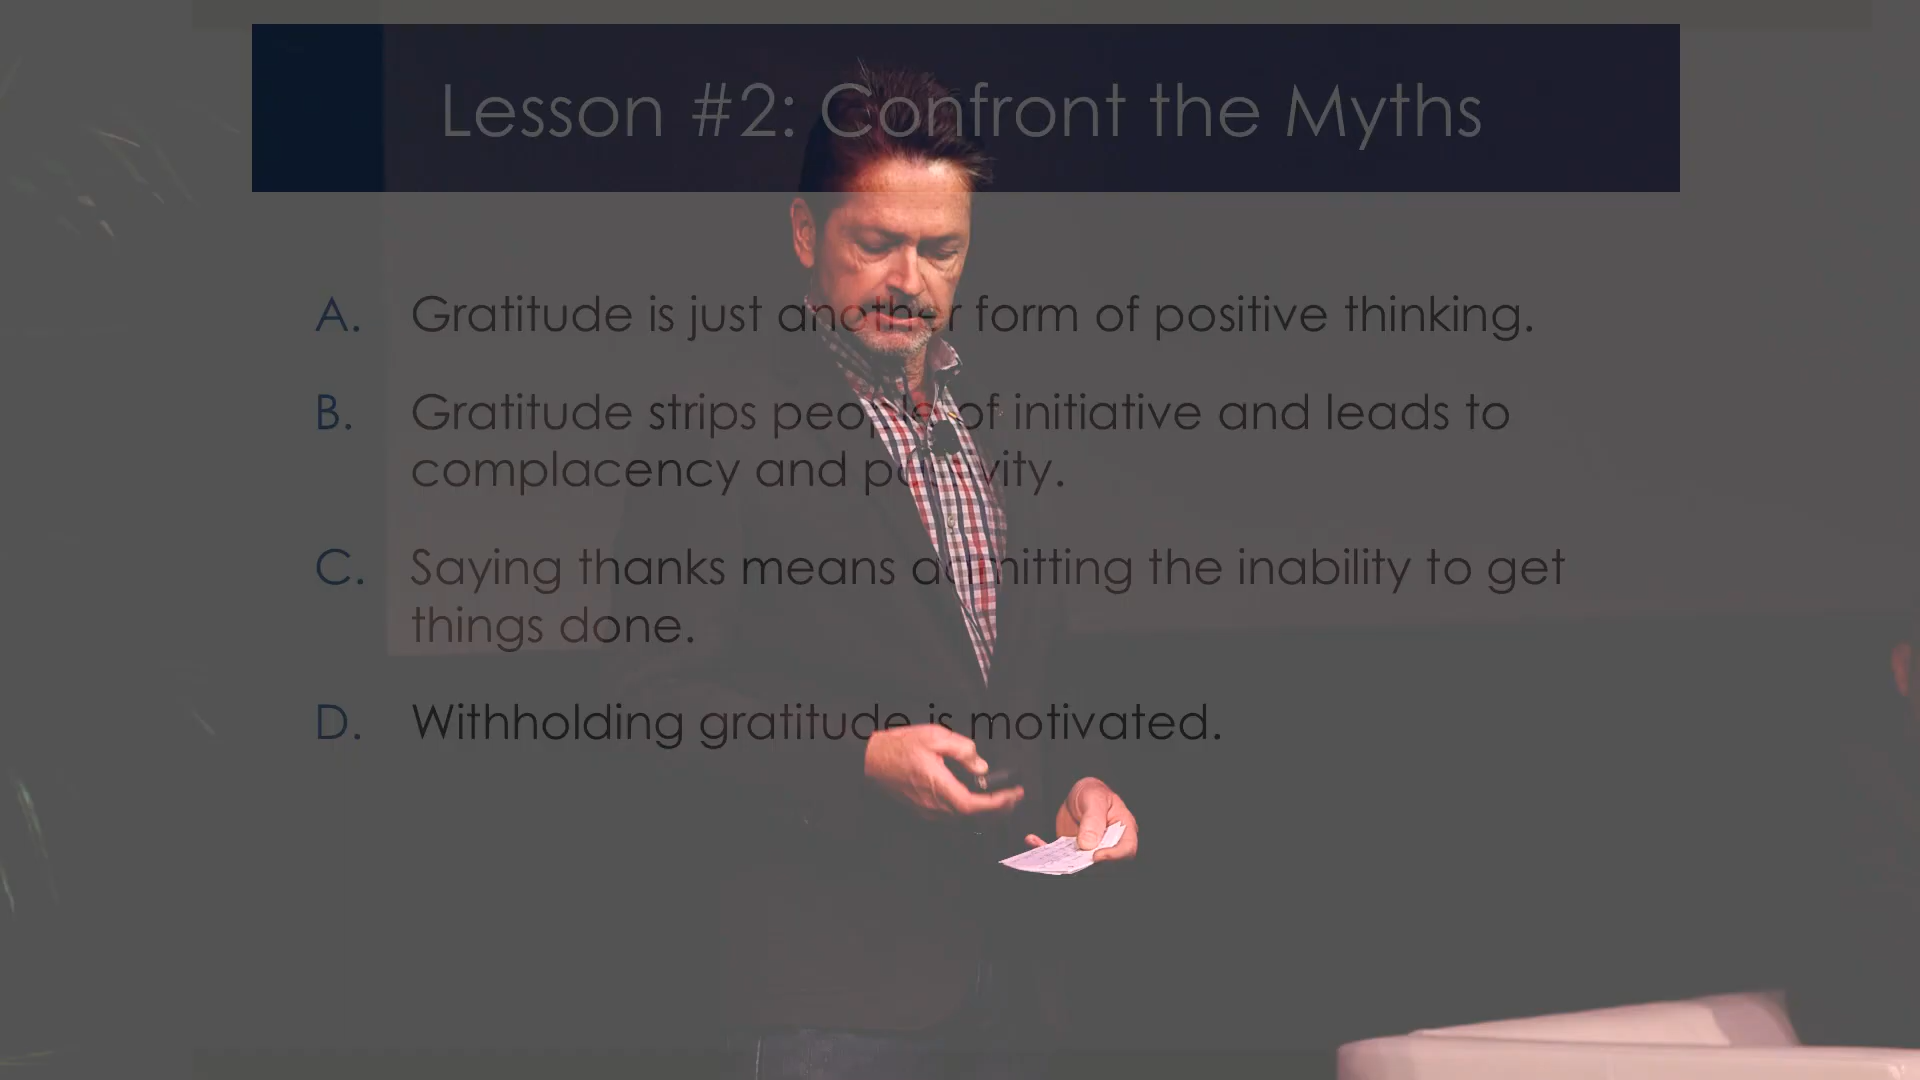 Lesson #2: Confront the Myths
A. Gratitude is just another form of positive thinking.
B. Gratitude strips people of initiative and leads to
complacency and passivity.
C. Saying thanks means admitting the inability to get
things done.
D. Withholding gratitude is motivated.